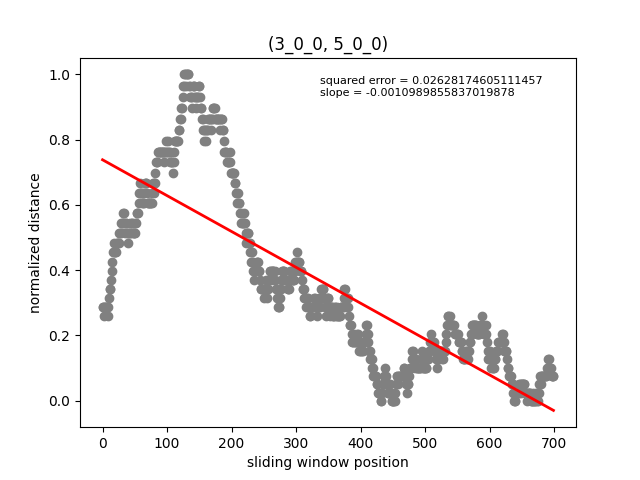 (3_0_0, 5_0_0)
squared error = 0.02628174605111457
slope = -0.0010989855837019878
normalized distance
1.0
0.8
0.6
0.4
0.2
0.0
0 100 200 300 400 500 600 700
sliding window position